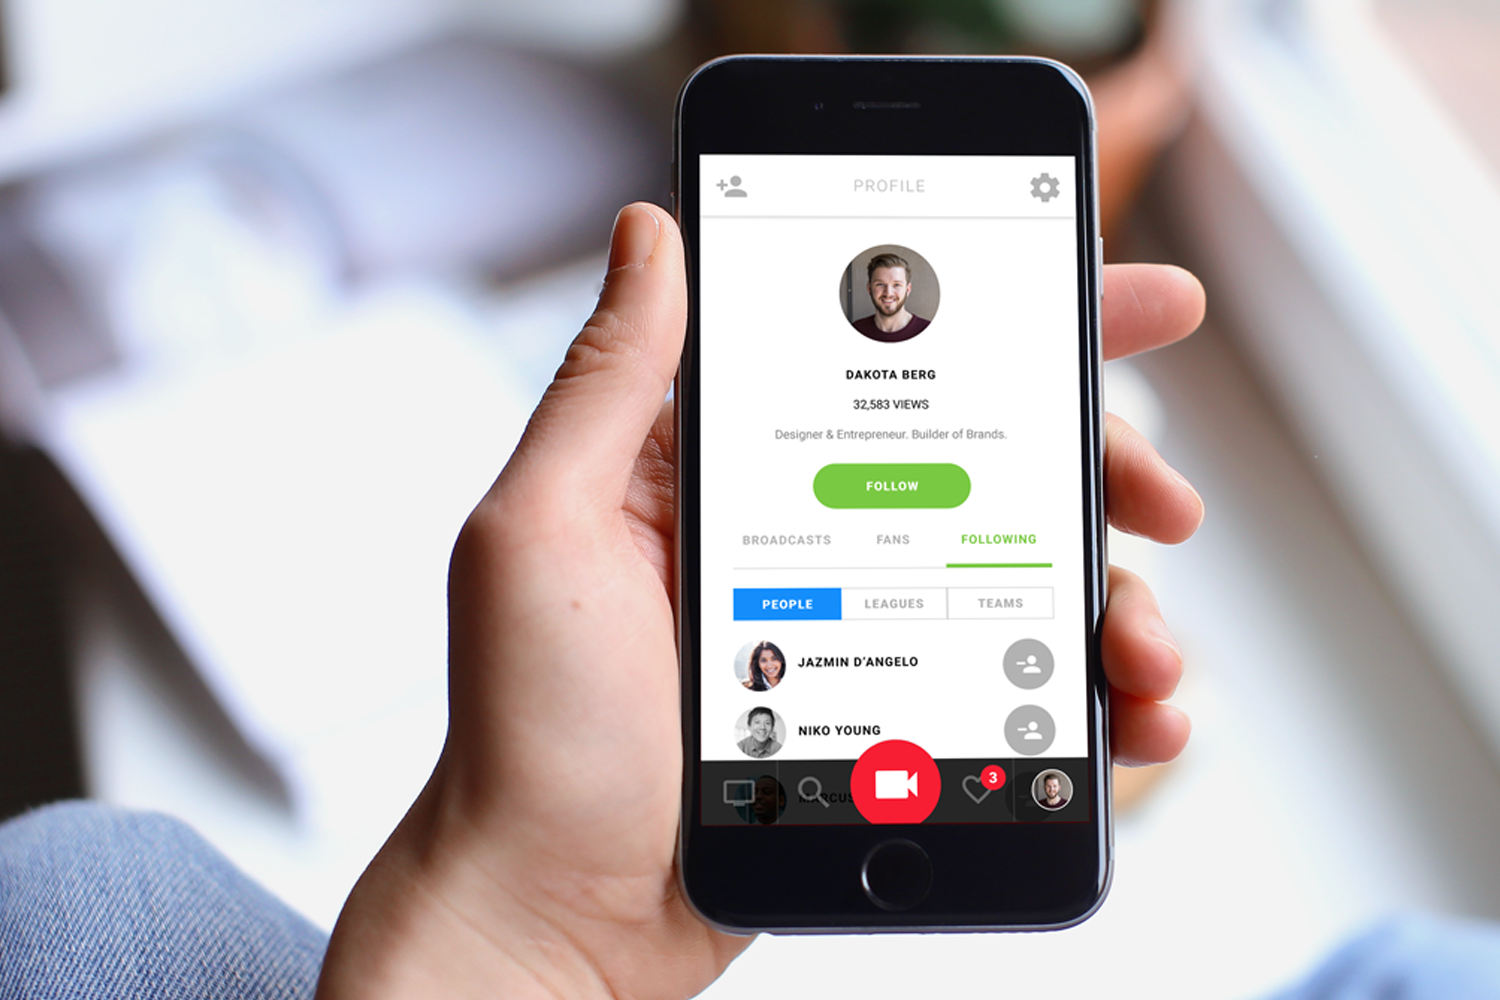 PROFILE
DAKOTA BERG
32,583 VIEWS
Designer & Entrepreneur. Builder of Brands.
FOLLOW
BROADCASTS FANS FOLLOWING
PEOPLE LEAGUES TEAMS
JAZMIN D'ANGELO
NIKO YOUNG
MARCUS
3